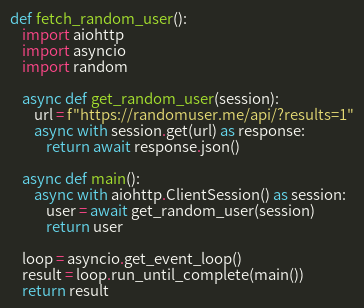 def fetch_random_user():
    import aiohttp
    import asyncio
    import random

    async def get_random_user(session):
        url = f"https://randomuser.me/api/?results=1"
        async with session.get(url) as response:
            return await response.json()

    async def main():
        async with aiohttp.ClientSession() as session:
            user = await get_random_user(session)
            return user

    loop = asyncio.get_event_loop()
    result = loop.run_until_complete(main())
    return result